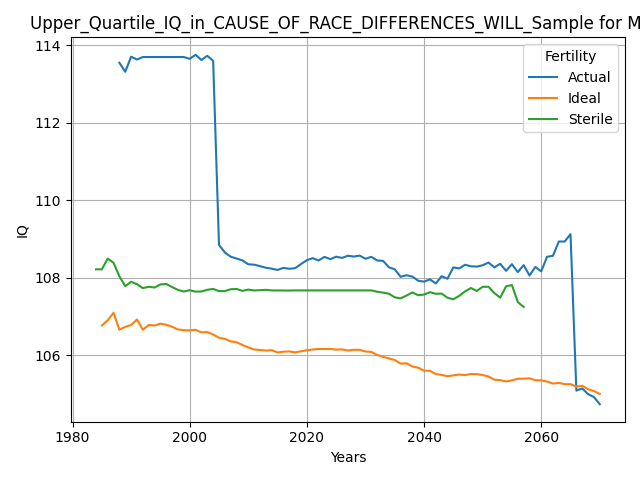 Upper_Quartile_IQ_in_CAUSE_OF_RACE_DIFFERENCES_WILL_Sample for M
114
112
110
108
106
IQ
Fertility
Actual
Ideal
Sterile
1980
2000
2020
2040
2060
Years